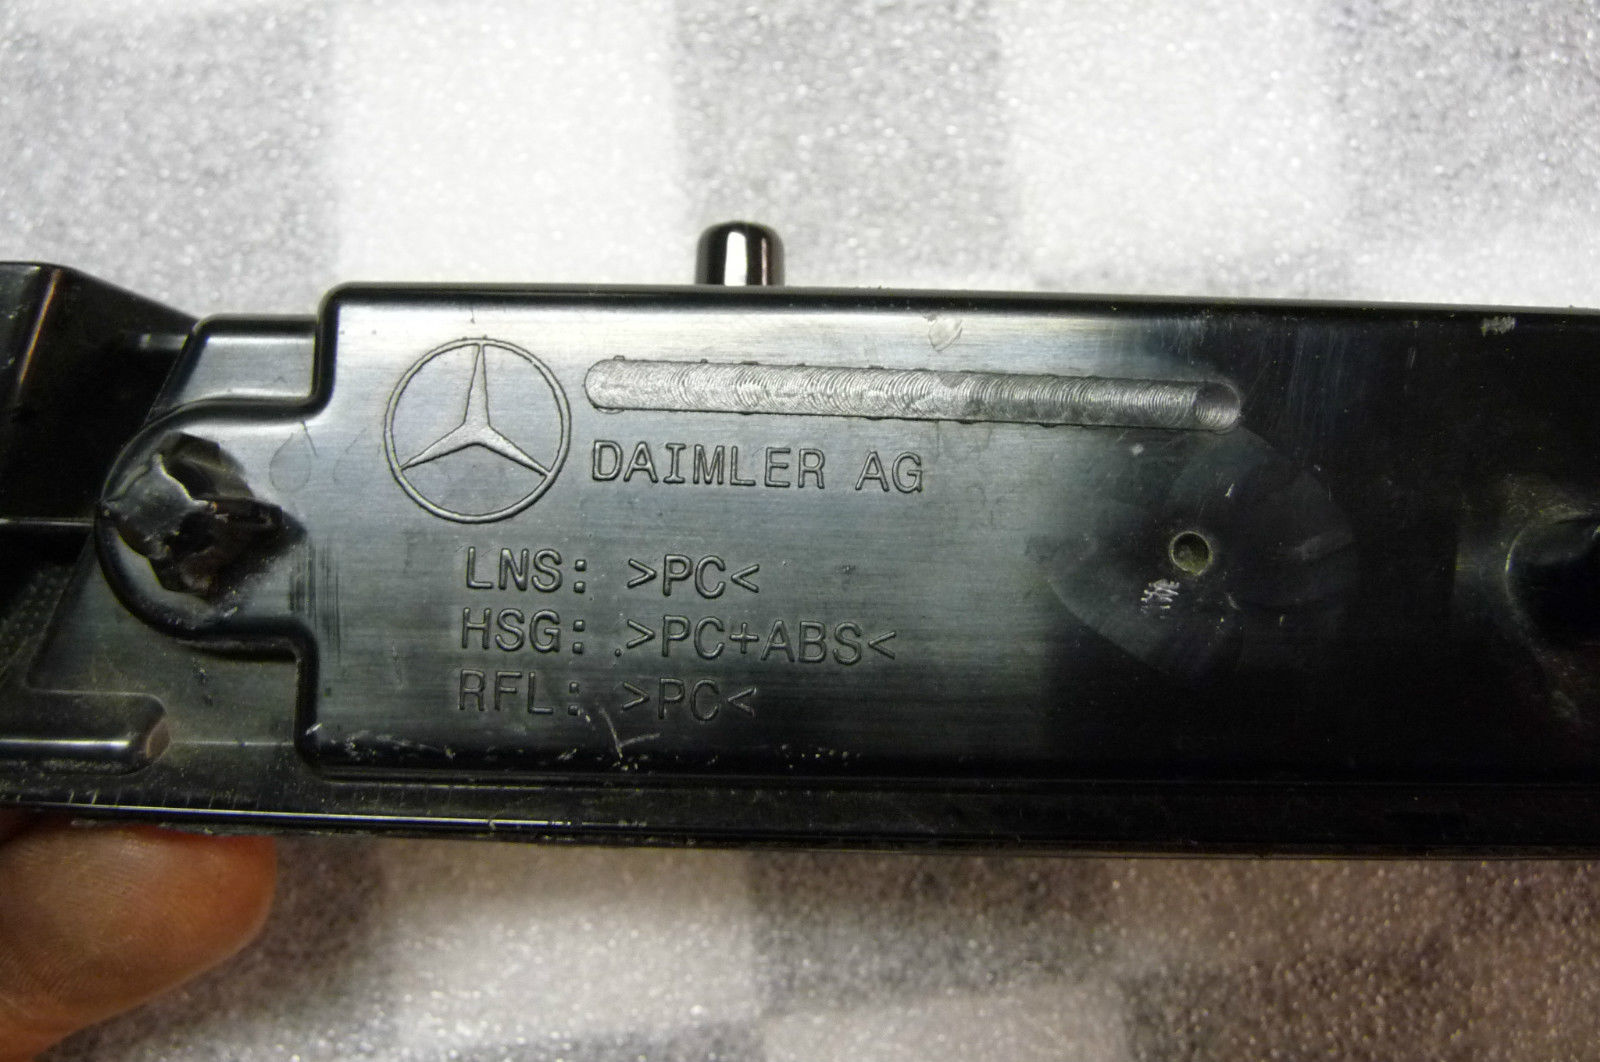 DAIMLER AG
LNS: >PC<
HSG: >PC+ABS<
RFL: >PC<